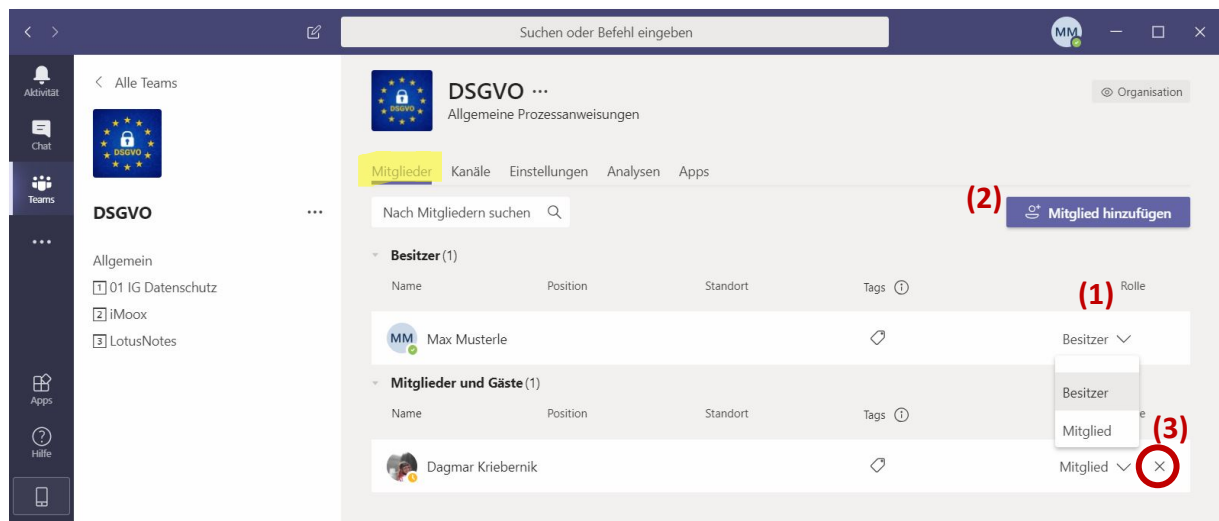 Suchen oder Befehl eingeben
MM
Aktivität
Chat
Teams
Apps
Hilfe
Alle Teams
DSGVO
DSGVO
...
Allgemein
1 01 IG Datenschutz
2 iMoox
3 LotusNotes
DSGVO
DSGVO ...
Allgemeine Prozessanweisungen
Organisation
Mitglieder Kanäle Einstellungen Analysen Apps
Nach Mitgliedern suchen
(2)
Mitglied hinzufügen
Besitzer (1)
Name Position Standort Tags Rolle
(1)
MM Max Musterle Besitzer
Besitzer
Mitglied
Mitglieder und Gäste (1)
Name Position Standort Tags e
(3)
Dagmar Kriebernik Mitglied